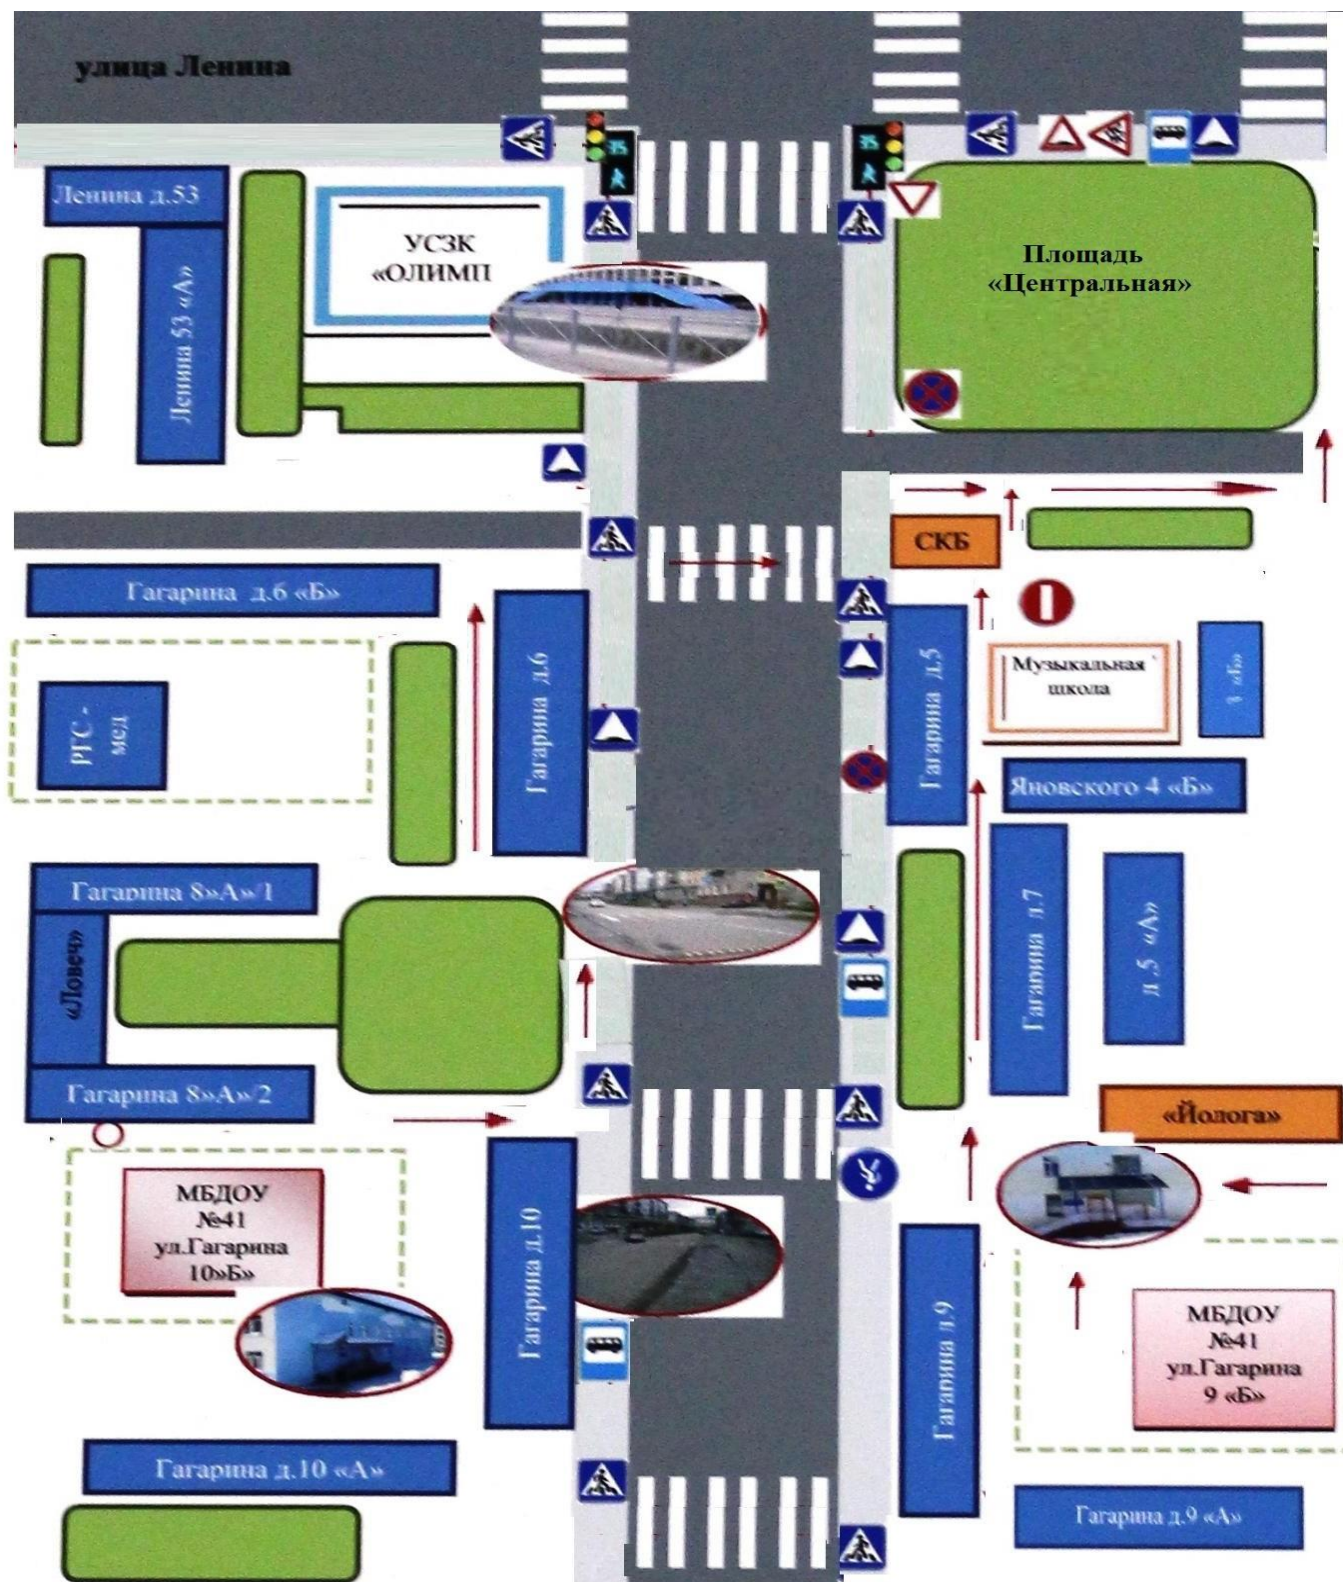 улица Ленина
35
35
Ленина д.53
УСЗК
«ОЛИМП
Площадь
«Центральная»
Ленина 53 «А»
СКБ
Гагарина д.6 «Б»
Гагарина д.6
Гагарина д.5
Музыкальная
школа
РГС -
мед
Яновского 4 «Б»
Гагарина 8»А»/1
«Ловеч»
Гагарина д.7
д.5 «А»
Гагарина 8»А»/2
«Йолога»
МБДОУ
№41
ул.Гагарина
10»Б»
Гагарина д.10
Гагарина д.9
МБДОУ
№41
ул.Гагарина
9 «Б»
Гагарина д.10 «А»
Гагарина д.9 «А»